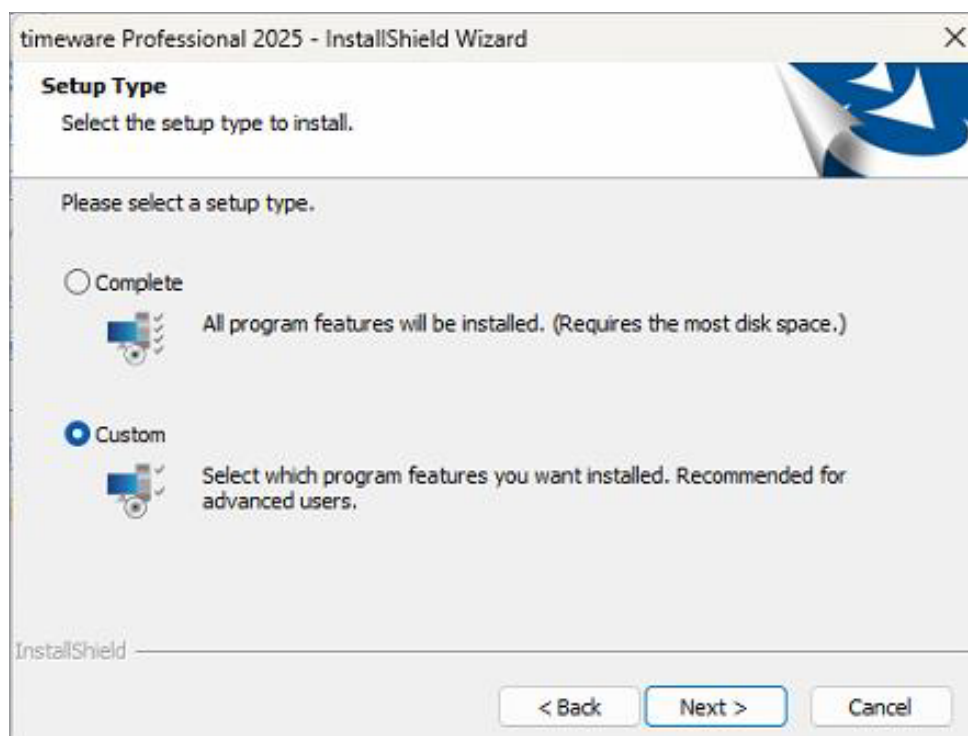 timeware Professional 2025 - InstallShield Wizard
Setup Type
Select the setup type to install.
Please select a setup type.
Complete
All program features will be installed. (Requires the most disk space.)
Custom
Select which program features you want installed. Recommended for
advanced users.
InstallShield
< Back
Next >
Cancel